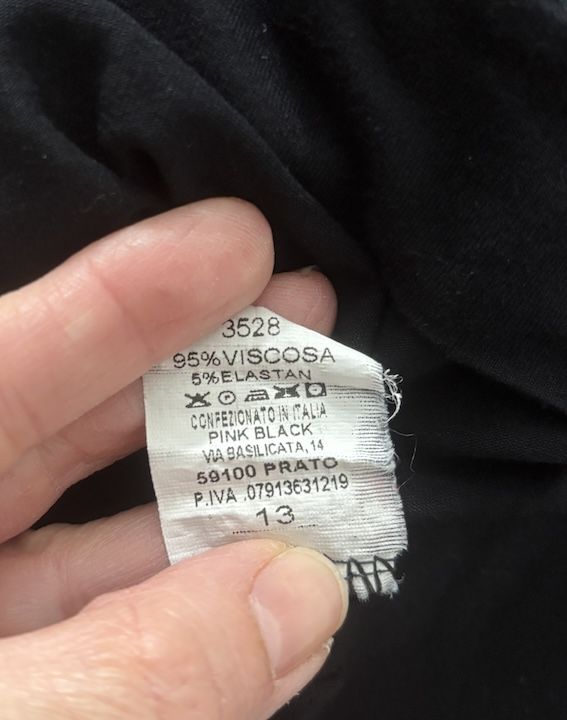 3528
95%VISCOSA
5%ELASTAN
CONFEZIONATO IN ITALIA
PINK BLACK
VIA BASILICATA, 14
59100 PRATO
P.IVA .07913631219
13